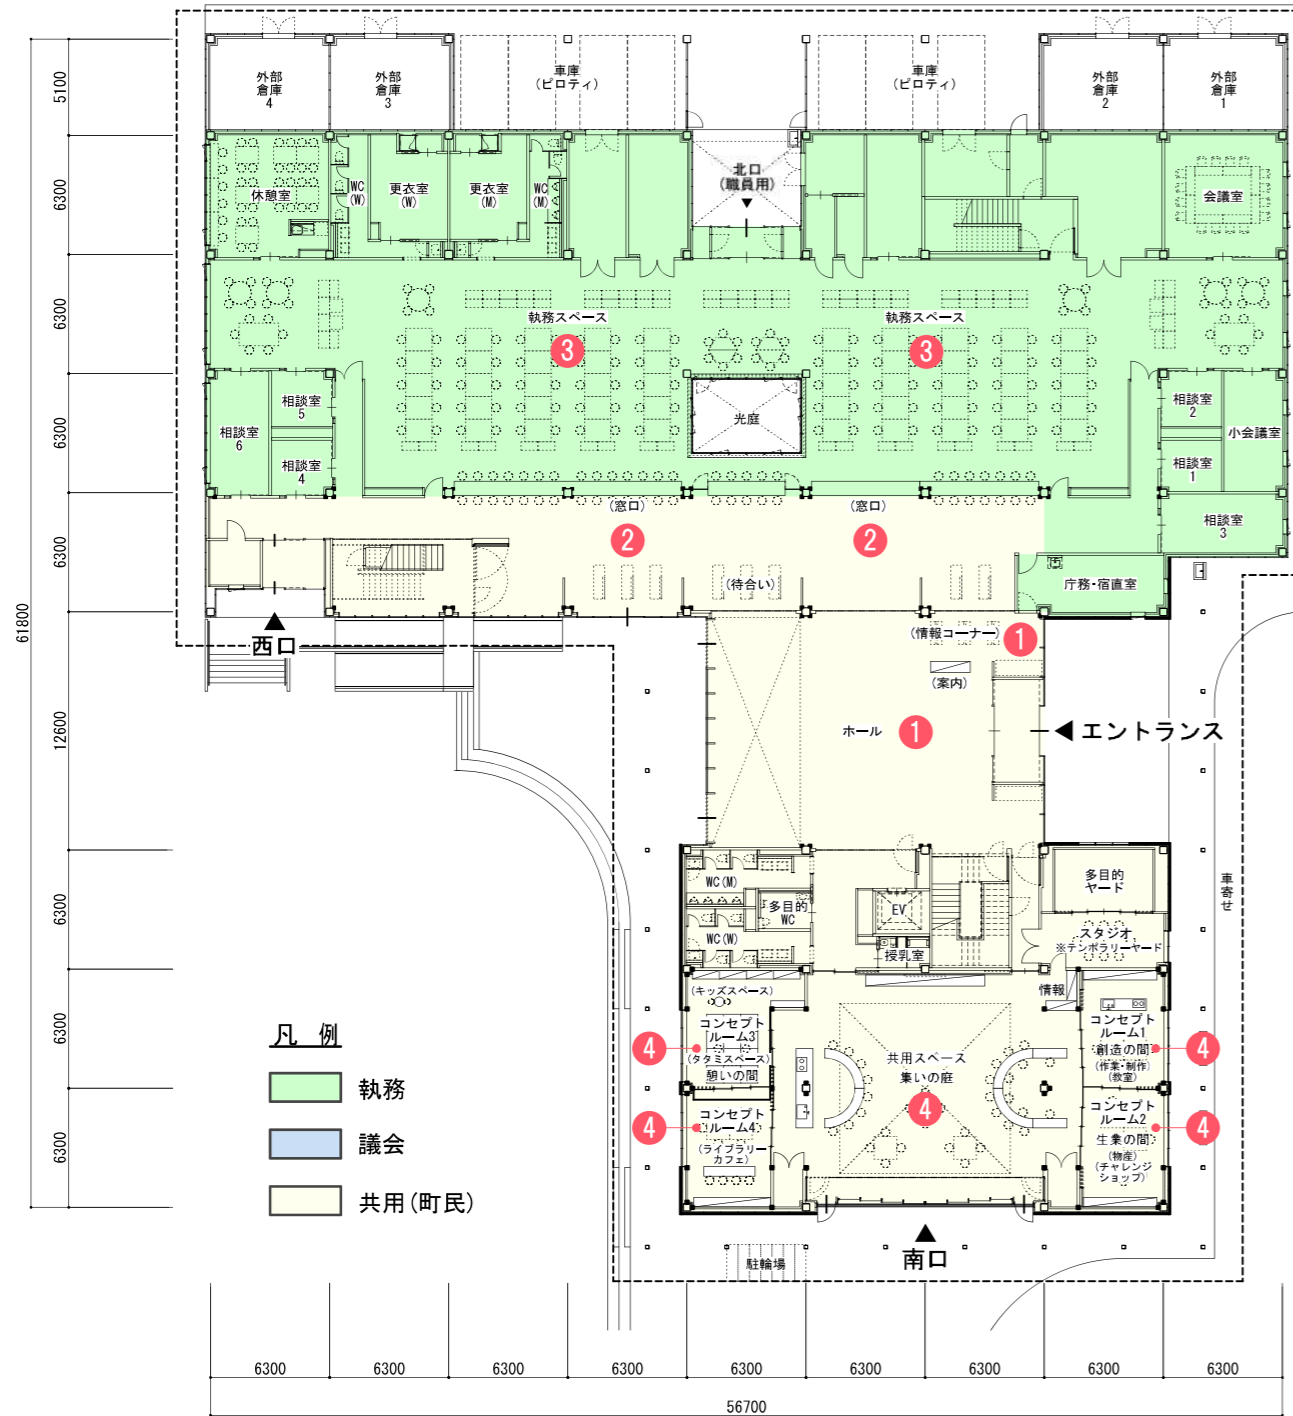 外部
倉庫
4
外部
倉庫
3
車庫
(ピロティ)
車庫
(ピロティ)
外部
倉庫
2
外部
倉庫
1
5100
休憩室
WC
(W)
更衣室
(W)
更衣室
(M)
WC
(M)
北口
(職員用)
会議室
6300
執務スペース
執務スペース
3
3
6300
相談室
5
相談室
6
相談室
4
光庭
相談室
2
小会議室
相談室
1
相談室
3
6300
(窓口)
(窓口)
2
2
(待合い)
庁務・宿直室
6300
61800
西口
(情報コーナー)
1
(案内)
ホール
1
エントランス
12600
WC(M)
多目的
WC
WC(W)
EV
授乳室
多目的
ヤード
スタジオ
※テンポラリーヤード
車寄せ
6300
(キッズスペース)
コンセプト
ルーム3
(タタミスペース)
憩いの間
4
情報
コンセプト
ルーム1
創造の間
(作業・制作)
(教室)
4
共用スペース
集いの庭
4
6300
コンセプト
ルーム4
(ライブラリー
カフェ)
4
コンセプト
ルーム2
生業の間
(物産)
(チャレンジ
ショップ)
4
6300
凡 例
執務
議会
共用(町民)
南口
駐輪場
6300
6300
6300
6300
6300
6300
6300
6300
6300
56700